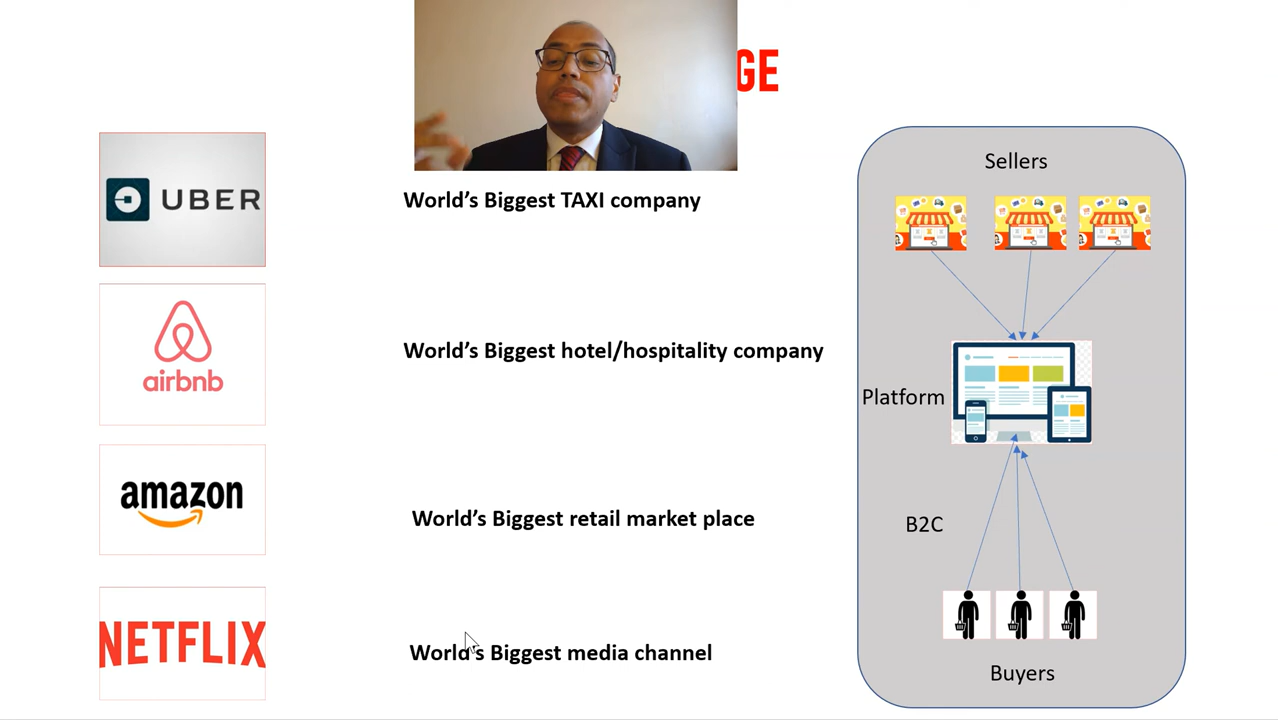 GE
UBER
World's Biggest TAXI company
airbnb
World's Biggest hotel/hospitality company
amazon
World's Biggest retail market place
NETFLIX
World's Biggest media channel
Sellers
Platform
B2C
Buyers